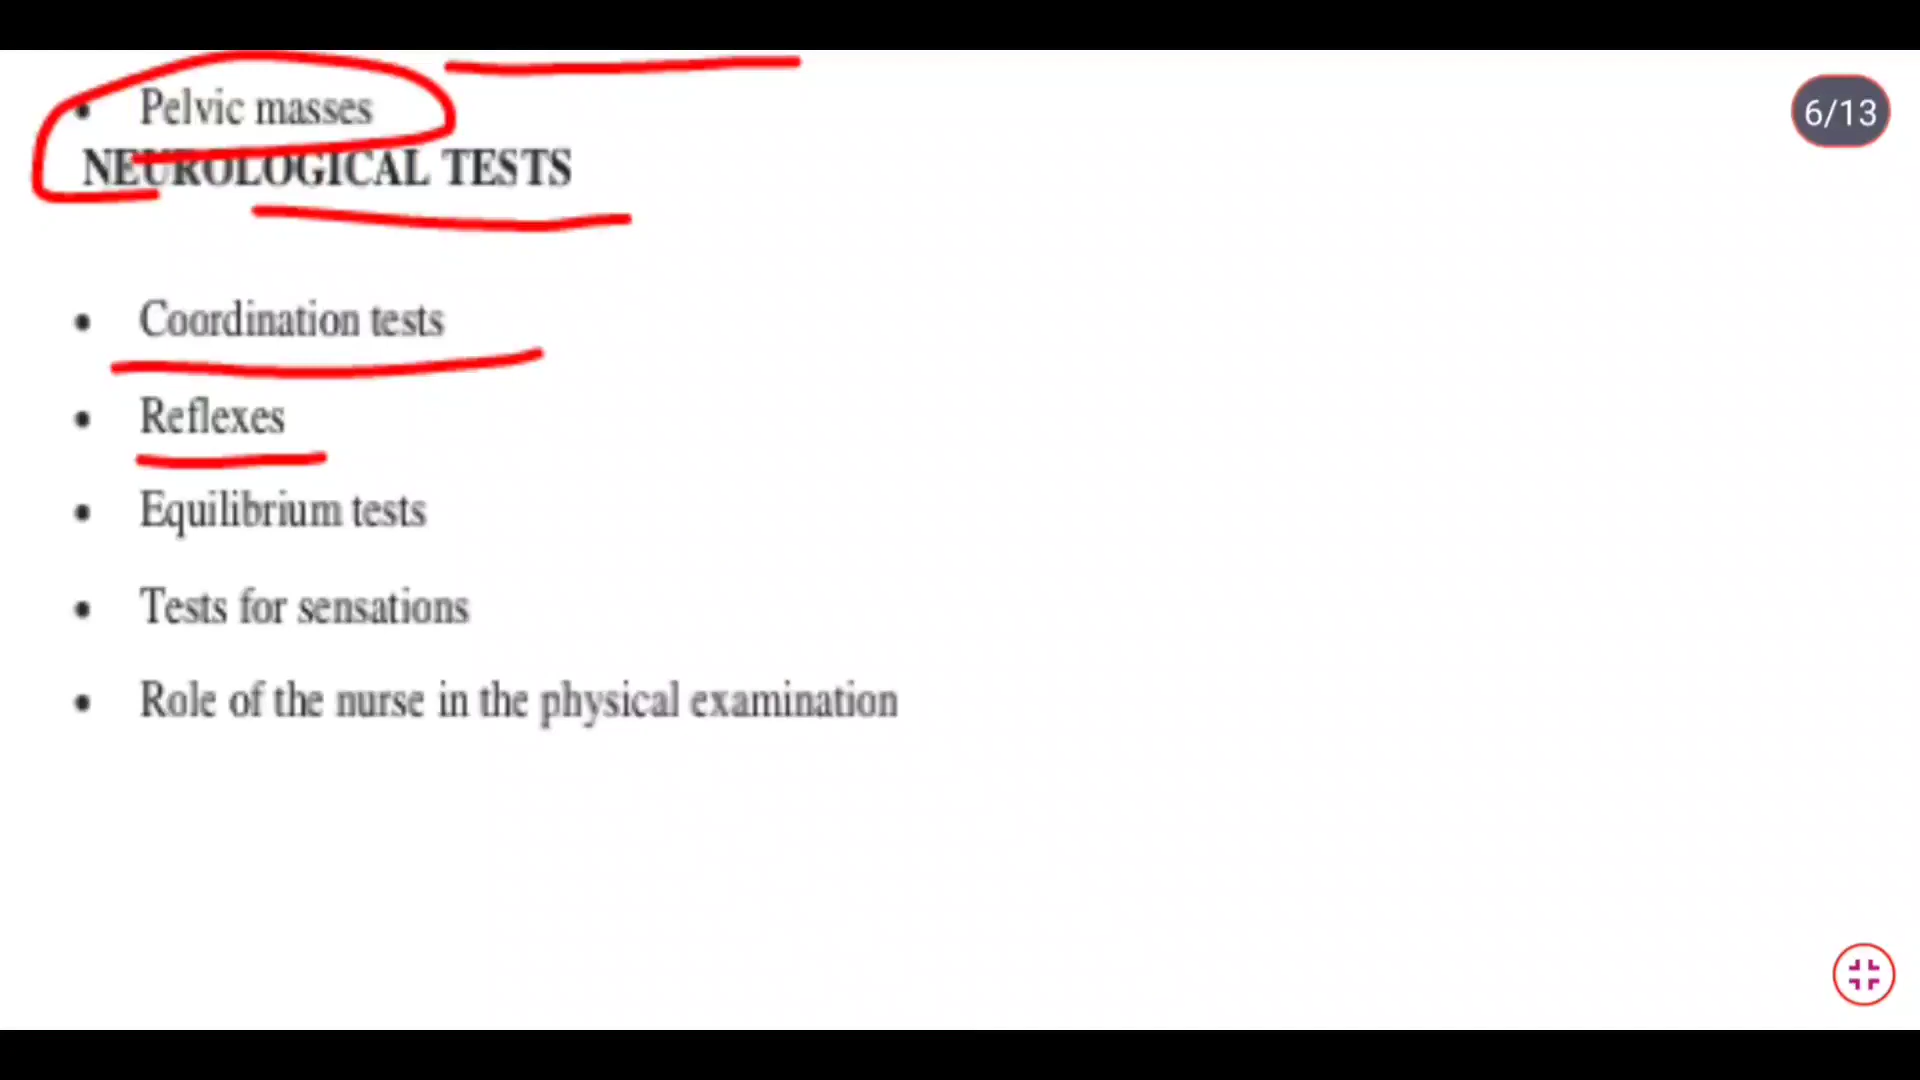 • Pelvic masses
6/13
NEUROLOGICAL TESTS
• Coordination tests
• Reflexes
• Equilibrium tests
• Tests for sensations
• Role of the nurse in the physical examination